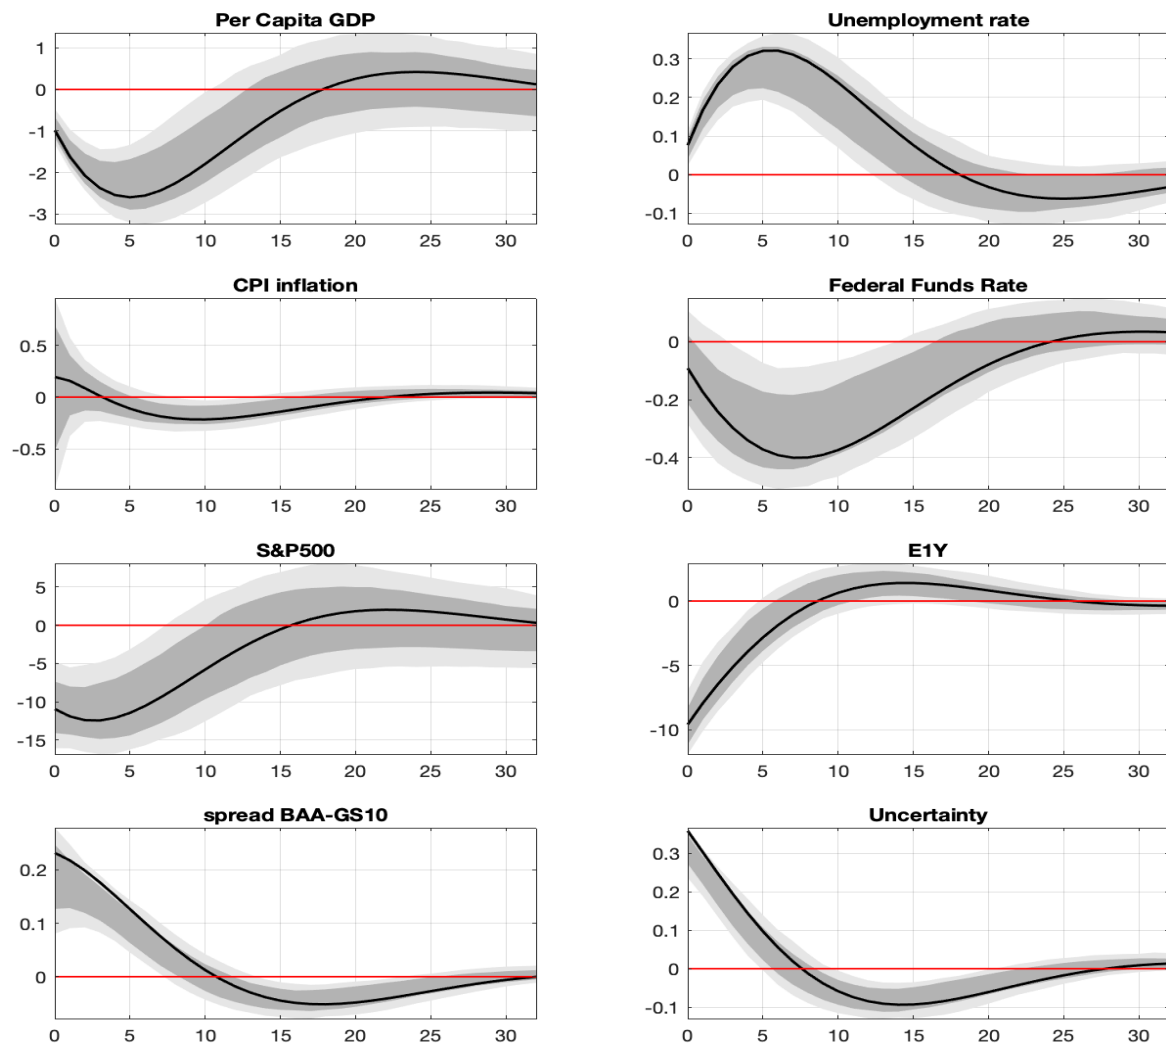 Per Capita GDP
1
0
-1
-2
-3
0 5 10 15 20 25 30
Unemployment rate
0.3
0.2
0.1
0
-0.1
0 5 10 15 20 25 30
CPI inflation
0.5
0
-0.5
0 5 10 15 20 25 30
Federal Funds Rate
0
-0.2
-0.4
0 5 10 15 20 25 30
S&P500
5
0
-5
-10
-15
0 5 10 15 20 25 30
E1Y
0
-5
-10
0 5 10 15 20 25 30
spread BAA-GS10
0.2
0.1
0
0 5 10 15 20 25 30
Uncertainty
0.3
0.2
0.1
0
-0.1
0 5 10 15 20 25 30